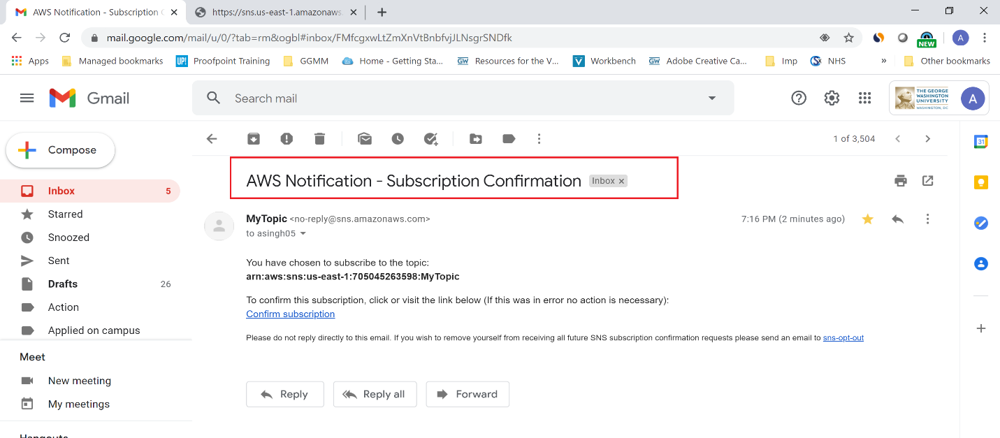 AWS Notification - Subscription C
https://sns.us-east-1.amazonaws.
mail.google.com/mail/u/0/?tab=rm&ogbl#inbox/FMfcgxwLtZmXnVtBnbfvjJLNsgrSNDfk
NEW
A
Apps
Managed bookmarks
UP!
Proofpoint Training
GGMM
Home - Getting Sta...
GW
Resources for the V...
Workbench
GW
Adobe Creative Ca...
Imp
NHS
»
Other bookmarks
Gmail
Search mail
THE GEORGE
WASHINGTON
UNIVERSITY
WASHINGTON, DC
A
Compose
1 of 3,504
31
Inbox 5
Starred
Snoozed
Sent
Drafts 26
Action
Applied on campus
Meet
New meeting
My meetings
Hangouts
AWS Notification - Subscription Confirmation Inbox ×
MyTopic <no-reply@sns.amazonaws.com>
7:16 PM (2 minutes ago)
to asingh05
You have chosen to subscribe to the topic:
arn:aws:sns:us-east-1:705045263598:MyTopic
To confirm this subscription, click or visit the link below (If this was in error no action is necessary):
Confirm subscription
Please do not reply directly to this email. If you wish to remove yourself from receiving all future SNS subscription confirmation requests please send an email to sns-opt-out
Reply
Reply all
Forward